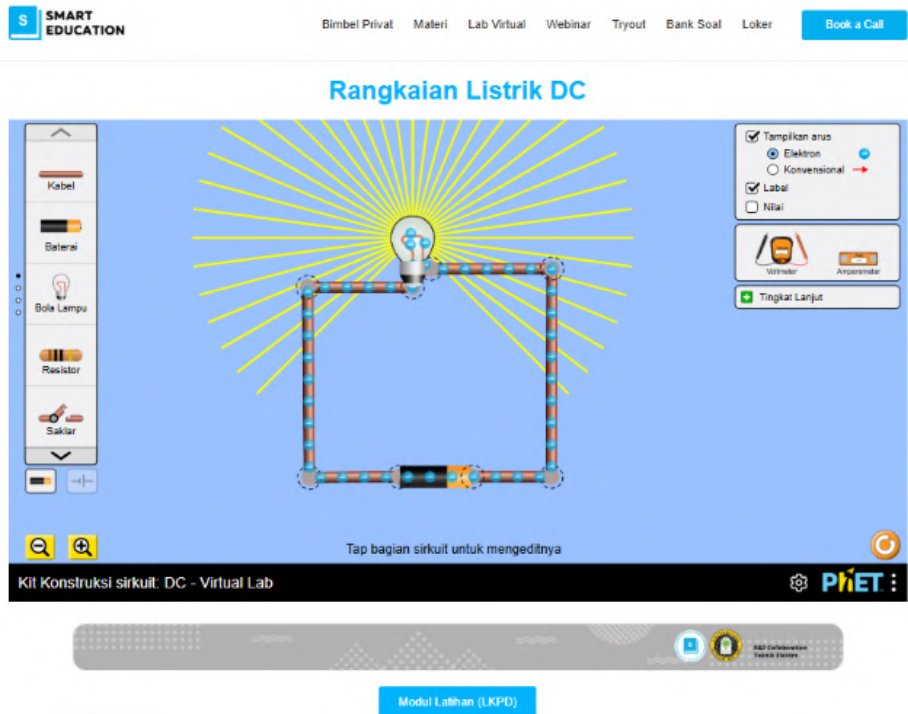 S SMART
EDUCATION
Bimbel Privat Materi Lab Virtual Webinar Tryout Bank Soal Loker Book a Call
Rangkaian Listrik DC
Kabel
Baterai
Bola Lampu
Resistor
Saklar
Tampilkan arus
Elektron
Konvensional
Label
Nilai
Voltmeter Amperemeter
Tingkat Lanjut
Tap bagian sirkuit untuk mengeditnya
Kit Konstruksi sirkuit: DC - Virtual Lab
PhET
Teknik Elektro
Modul Latihan (LKPD)